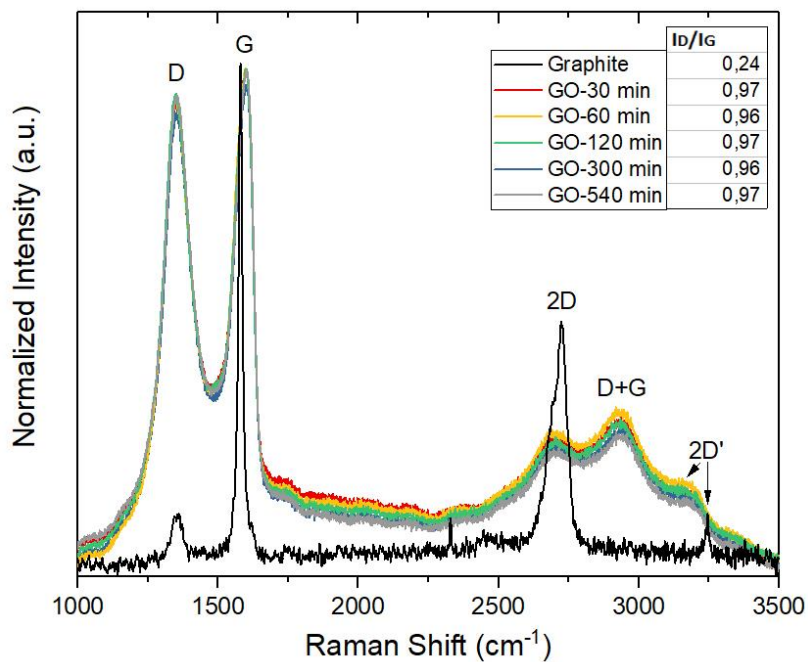 Normalized Intensity (a.u.)
D
G
2D
D+G
2D'
ID/IG
Graphite 0,24
GO-30 min 0,97
GO-60 min 0,96
GO-120 min 0,97
GO-300 min 0,96
GO-540 min 0,97
1000 1500 2000 2500 3000 3500
Raman Shift (cm⁻¹)